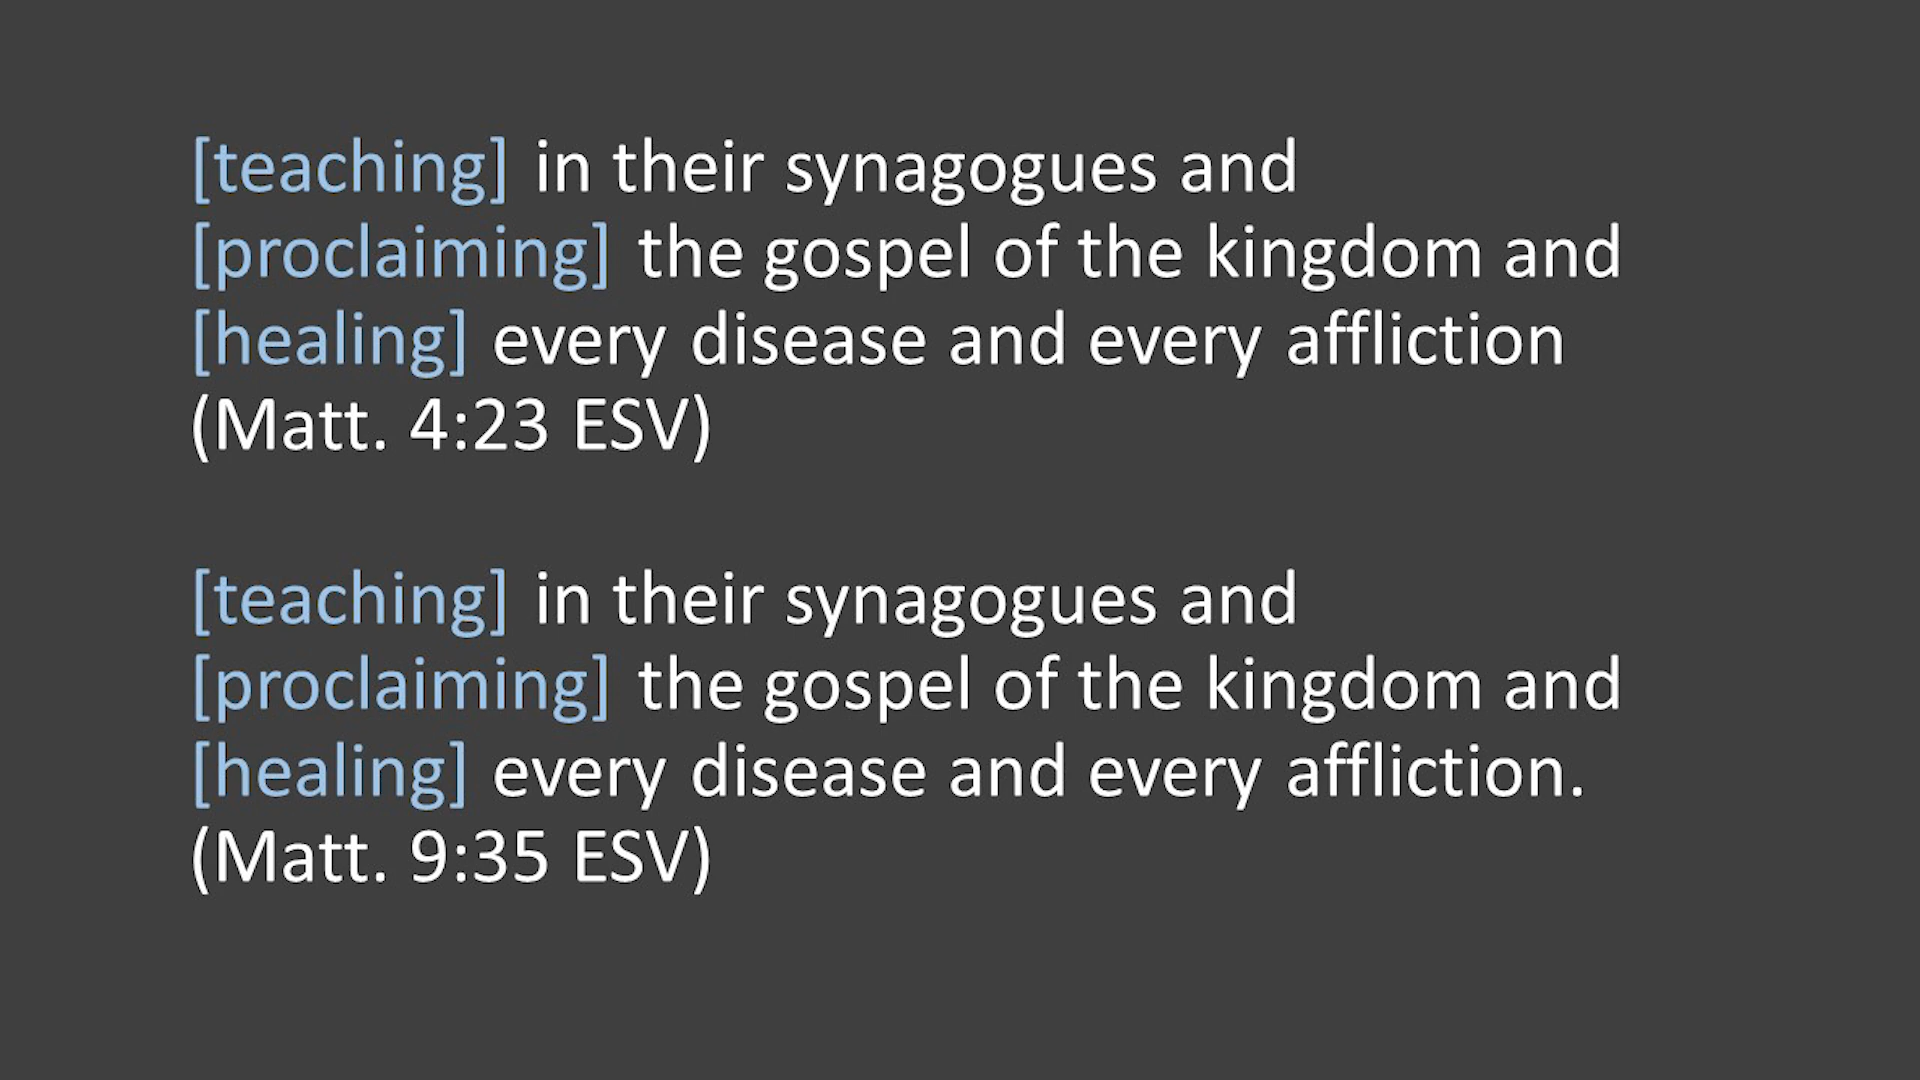 [teaching] in their synagogues and
[proclaiming] the gospel of the kingdom and
[healing] every disease and every affliction
(Matt. 4:23 ESV)
[teaching] in their synagogues and
[proclaiming] the gospel of the kingdom and
[healing] every disease and every affliction.
(Matt. 9:35 ESV)